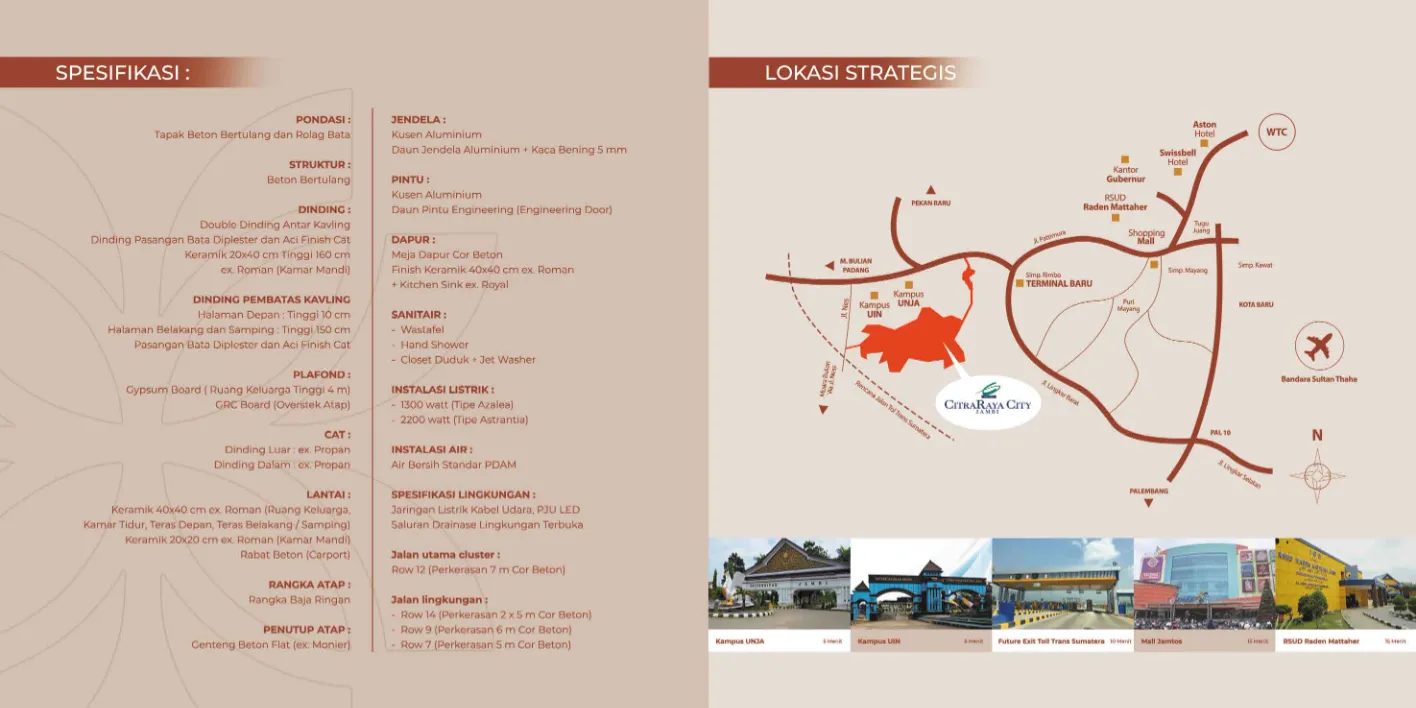 SPESIFIKASI :
PONDASI :
Tapak Beton Bertulang dan Rolag Bata
STRUKTUR :
Beton Bertulang
DINDING :
Double Dinding Antar Kavling
Dinding Pasangan Bata Diplester dan Aci Finish Cat
Keramik 20x40 cm Tinggi 160 cm
ex. Roman (Kamar Mandi)
DINDING PEMBATAS KAVLING
Halaman Depan : Tinggi 10 cm
Halaman Belakang dan Samping : Tinggi 150 cm
Pasangan Bata Diplester dan Aci Finish Cat
PLAFOND :
Gypsum Board ( Ruang Keluarga Tinggi 4 m)
GRC Board (Overstek Atap)
CAT :
Dinding Luar : ex. Propan
Dinding Dalam : ex. Propan
LANTAI :
Keramik 40x40 cm ex. Roman (Ruang Keluarga,
Kamar Tidur, Teras Depan, Teras Belakang / Samping)
Keramik 20x20 cm ex. Roman (Kamar Mandi)
Rabat Beton (Carport)
RANGKA ATAP :
Rangka Baja Ringan
PENUTUP ATAP :
Genteng Beton Flat (ex: Monier)
JENDELA :
Kusen Aluminium
Daun Jendela Aluminium + Kaca Bening 5 mm
PINTU :
Kusen Aluminium
Daun Pintu Engineering (Engineering Door)
DAPUR :
Meja Dapur Cor Beton
Finish Keramik 40x40 cm ex. Roman
+ Kitchen Sink ex. Royal
SANITAIR :
- Wastafel
- Hand Shower
- Closet Duduk + Jet Washer
INSTALASI LISTRIK :
- 1300 watt (Tipe Azalea)
- 2200 watt (Tipe Astrantia)
INSTALASI AIR :
Air Bersih Standar PDAM
SPESIFIKASI LINGKUNGAN :
Jaringan Listrik Kabel Udara, PJU LED
Saluran Drainase Lingkungan Terbuka
Jalan utama cluster :
Row 12 (Perkerasan 7 m Cor Beton)
Jalan lingkungan :
- Row 14 (Perkerasan 2 x 5 m Cor Beton)
- Row 9 (Perkerasan 6 m Cor Beton)
- Row 7 (Perkerasan 5 m Cor Beton)
LOKASI STRATEGIS
Aston
Hotel
WTC
Swissbell
Hotel
Kantor
Gubernur
RSUD
Raden Mattaher
PEKAN BARU
Tugu
Juang
Shopping
Mall
Jl. Pattimura
M. BULIAN
PADANG
Simp. Rimbo
TERMINAL BARU
Simp. Mayang
Simp. Kawat
Kampus
UNJA
Kampus
UIN
Jl. Nes
Puri
Mayang
KOTA BARU
Bandara Sultan Thaha
Muara Bulian
Via Jl. Ness
Rencana Jalan Tol Trans Sumatera
CITRARAYA CITY
JAMBI
Jl. Lingkar Barat
PAL 10
Jl. Lingkar Selatan
N
PALEMBANG
UNIVERSITAS JAMBI
Kampus UNJA 5 Menit
Kampus UIN 5 Menit
Future Exit Toll Trans Sumatera 10 Menit
Mall Jamtos 15 Menit
RSUD Raden Mattaher 15 Menit